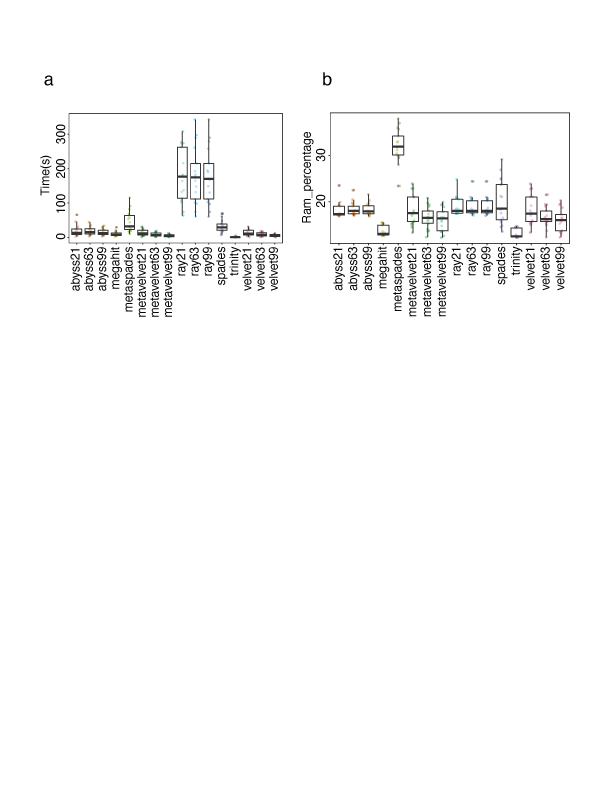 a
b
Time(s)
0
100
200
300
abyss21
abyss63
abyss99
megahit
metaspades
metavelvet21
metavelvet63
metavelvet99
ray21
ray63
ray99
spades
trinity
velvet21
velvet63
velvet99
Ram_percentage
20
30
abyss21
abyss63
abyss99
megahit
metaspades
metavelvet21
metavelvet63
metavelvet99
ray21
ray63
ray99
spades
trinity
velvet21
velvet63
velvet99